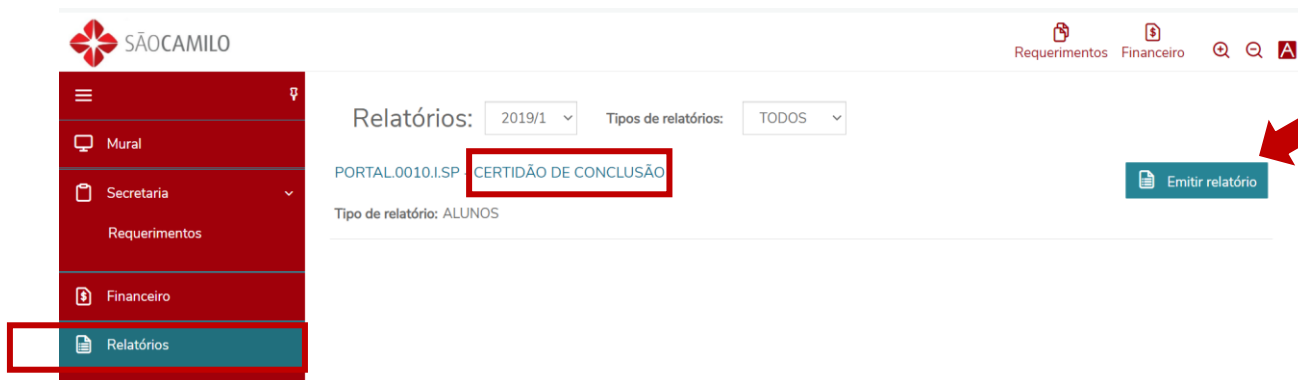 SÃOCAMILO
Requerimentos Financeiro A
Mural
Secretaria
Requerimentos
Financeiro
Relatórios
Relatórios: 2019/1 Tipos de relatórios: TODOS
PORTAL.0010.I.SP - CERTIDÃO DE CONCLUSÃO
Emitir relatório
Tipo de relatório: ALUNOS